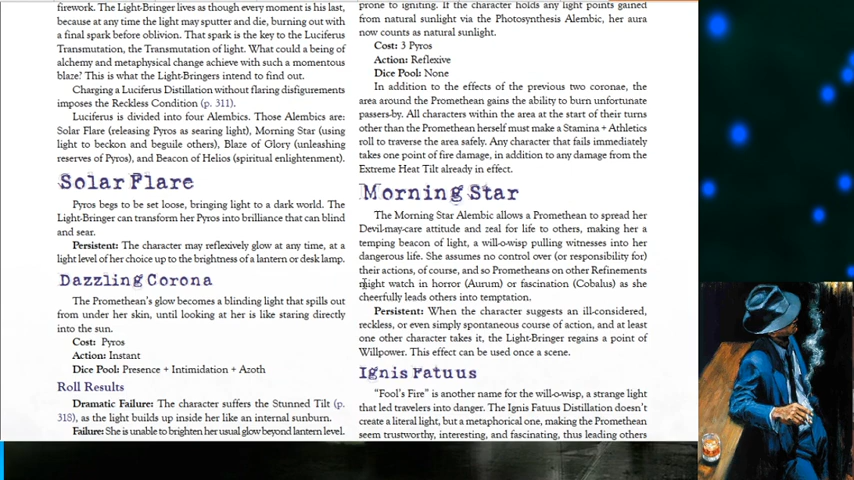 firework. The Light-Bringer lives as though every moment is his last,
because at any time the light may sputter and die, burning out with
a final spark before oblivion. That spark is the key to the Luciferus
Transmutation, the Transmutation of light. What could a being of
alchemy and metaphysical change achieve with such a momentous
blaze? This is what the Light-Bringers intend to find out.
Charging a Luciferus Distillation without flaring disfigurements
imposes the Reckless Condition (p. 311).
Luciferus is divided into four Alembics. Those Alembics are:
Solar Flare (releasing Pyros as searing light), Morning Star (using
light to beckon and beguile others), Blaze of Glory (unleashing
reserves of Pyros), and Beacon of Helios (spiritual enlightenment).
Solar Flare
Pyros begs to be set loose, bringing light to a dark world. The
Light-Bringer can transform her Pyros into brilliance that can blind
and sear.
Persistent: The character may reflexively glow at any time, at a
light level of her choice up to the brightness of a lantern or desk lamp.
Dazzling Corona
The Promethean's glow becomes a blinding light that spills out
from under her skin, until looking at her is like staring directly
into the sun.
Cost: Pyros
Action: Instant
Dice Pool: Presence + Intimidation + Azoth
Roll Results
Dramatic Failure: The character suffers the Stunned Tilt (p.
318), as the light builds up inside her like an internal sunburn.
Failure: She is unable to brighten her usual glow beyond lantern level.
prone to igniting. If the character holds any light points gained
from natural sunlight via the Photosynthesis Alembic, her aura
now counts as natural sunlight.
Cost: 3 Pyros
Action: Reflexive
Dice Pool: None
In addition to the effects of the previous two coronae, the
area around the Promethean gains the ability to burn unfortunate
passers-by. All characters within the area at the start of their turns
other than the Promethean herself must make a Stamina + Athletics
roll to traverse the area safely. Any character that fails immediately
takes one point of fire damage, in addition to any damage from the
Extreme Heat Tilt already in effect.
Morning Star
The Morning Star Alembic allows a Promethean to spread her
Devil-may-care attitude and zeal for life to others, making her a
temping beacon of light, a will-o-wisp pulling witnesses into her
dangerous life. She assumes no control over (or responsibility for)
their actions, of course, and so Prometheans on other Refinements
might watch in horror (Aurum) or fascination (Cobalus) as she
cheerfully leads others into temptation.
Persistent: When the character suggests an ill-considered,
reckless, or even simply spontaneous course of action, and at least
one other character takes it, the Light-Bringer regains a point of
Willpower. This effect can be used once a scene.
Ignis Fatuus
"Fool's Fire" is another name for the will-o-wisp, a strange light
that led travelers into danger. The Ignis Fatuus Distillation doesn't
create a literal light, but a metaphorical one, making the Promethean
seem trustworthy, interesting, and fascinating, thus leading others